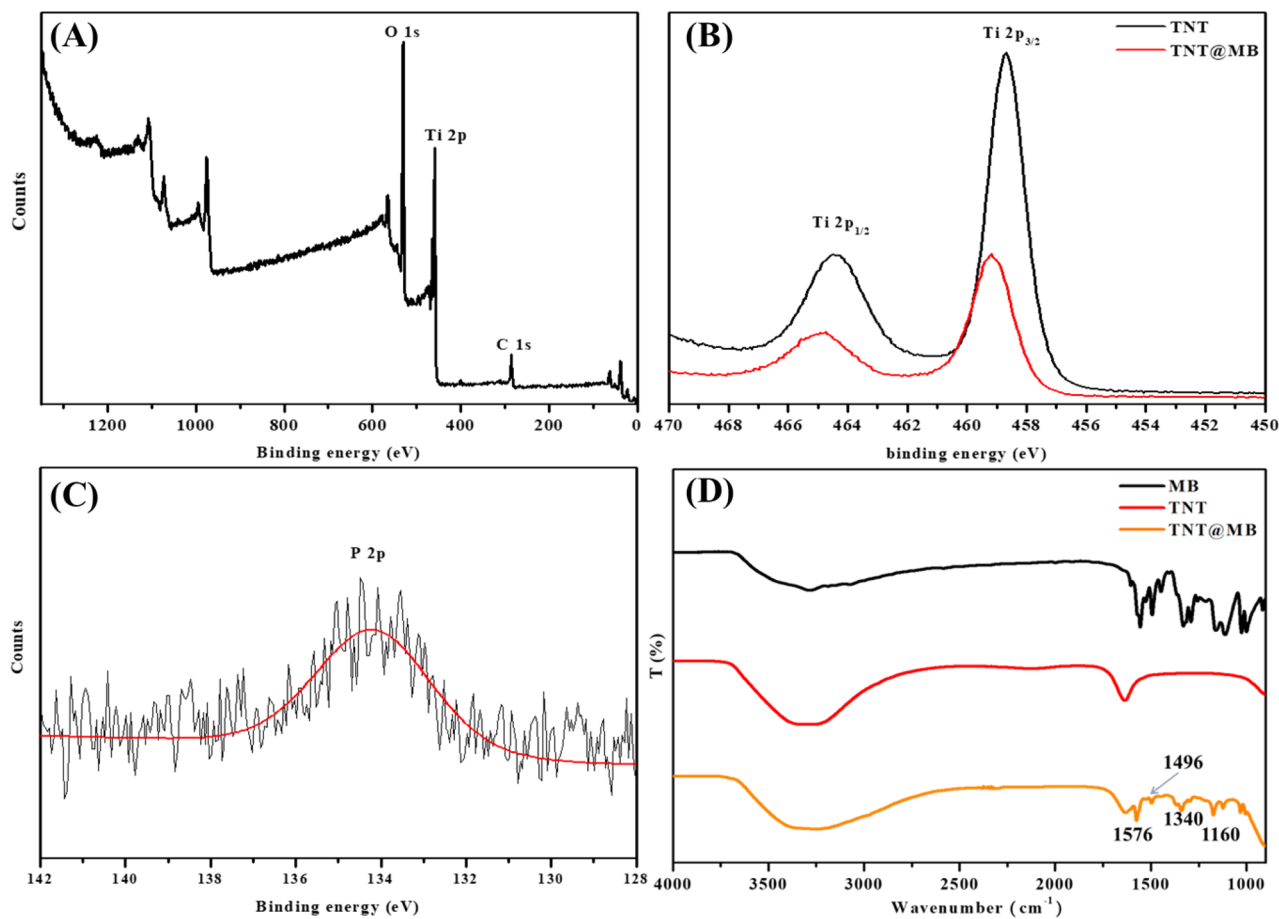 (A)
O 1s
Ti 2p
C 1s
Counts
1200 1000 800 600 400 200 0
Binding energy (eV)
(B)
Ti 2p3/2
Ti 2p1/2
TNT
TNT@MB
470 468 466 464 462 460 458 456 454 452 450
binding energy (eV)
(C)
P 2p
Counts
142 140 138 136 134 132 130 128
Binding energy (eV)
(D)
MB
TNT
TNT@MB
T (%)
1496
1340
1576
1160
4000 3500 3000 2500 2000 1500 1000
Wavenumber (cm-1)